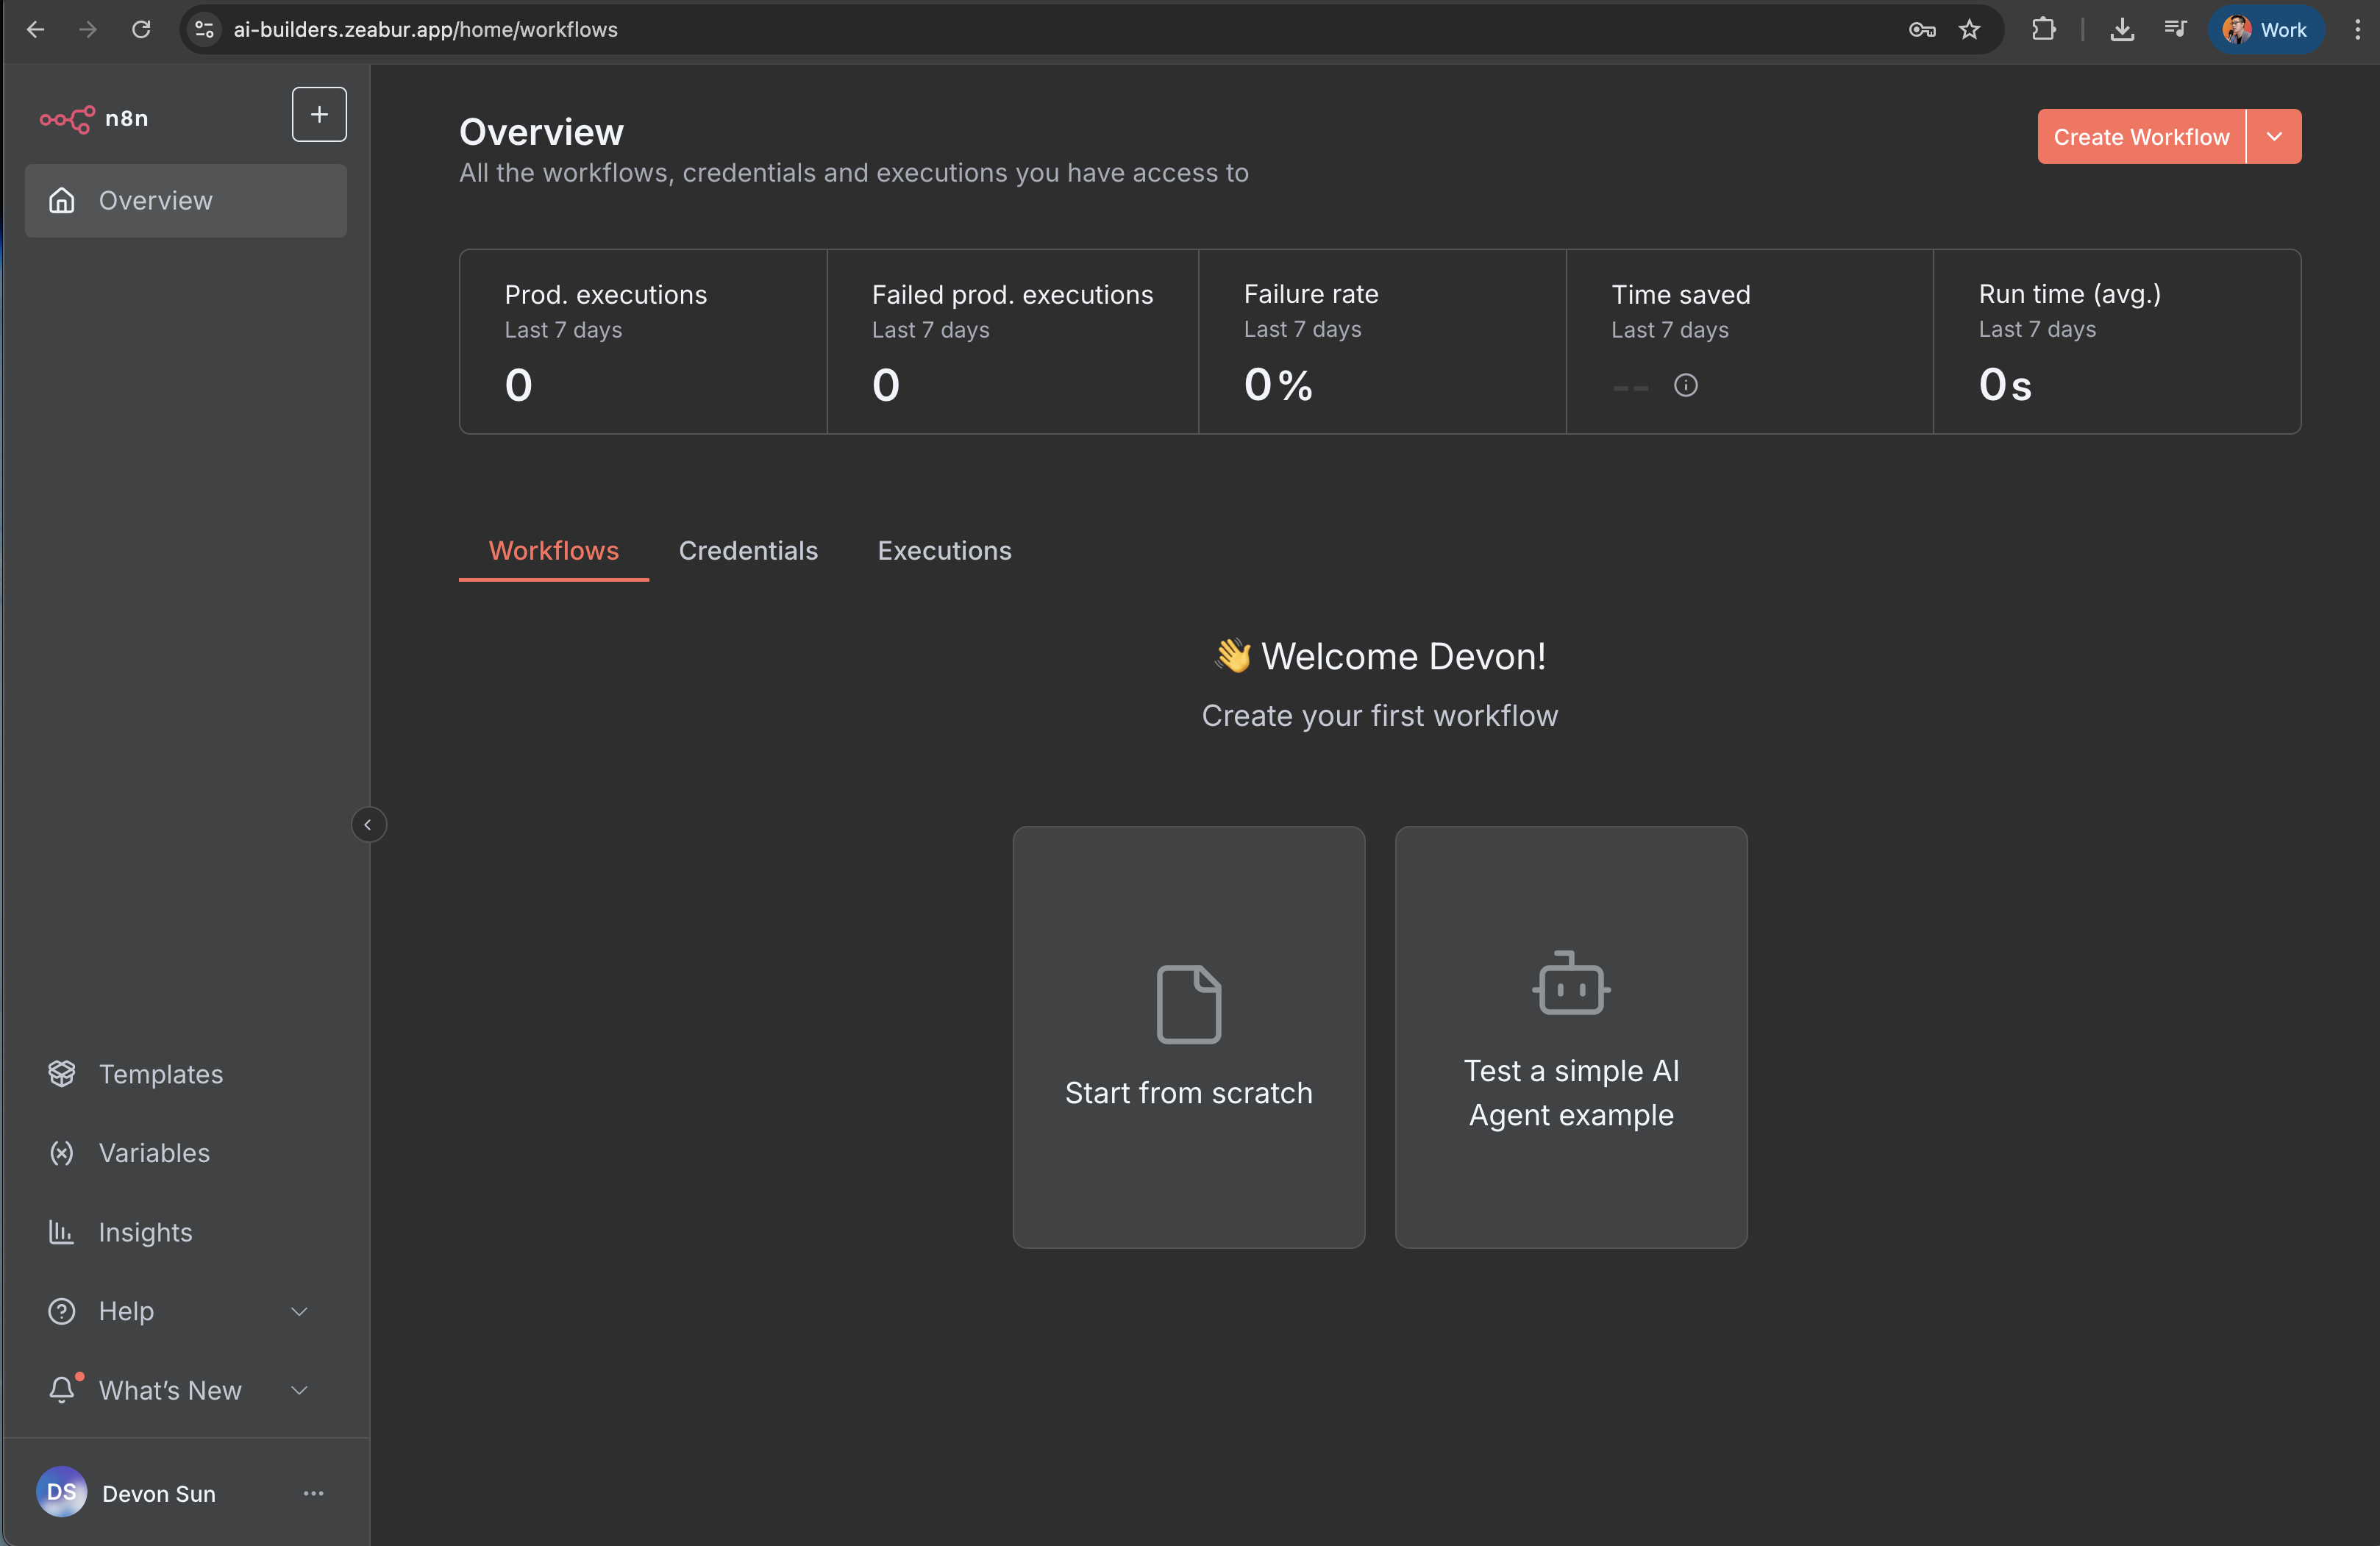 ai-builders.zeabur.app/home/workflows
Work
n8n
Overview
Templates
Variables
Insights
Help
What's New
DS
Devon Sun
Overview
All the workflows, credentials and executions you have access to
Create Workflow
Prod. executions
Last 7 days
0
Failed prod. executions
Last 7 days
0
Failure rate
Last 7 days
0%
Time saved
Last 7 days
--
Run time (avg.)
Last 7 days
0s
Workflows
Credentials
Executions
👋 Welcome Devon!
Create your first workflow
Start from scratch
Test a simple AI
Agent example